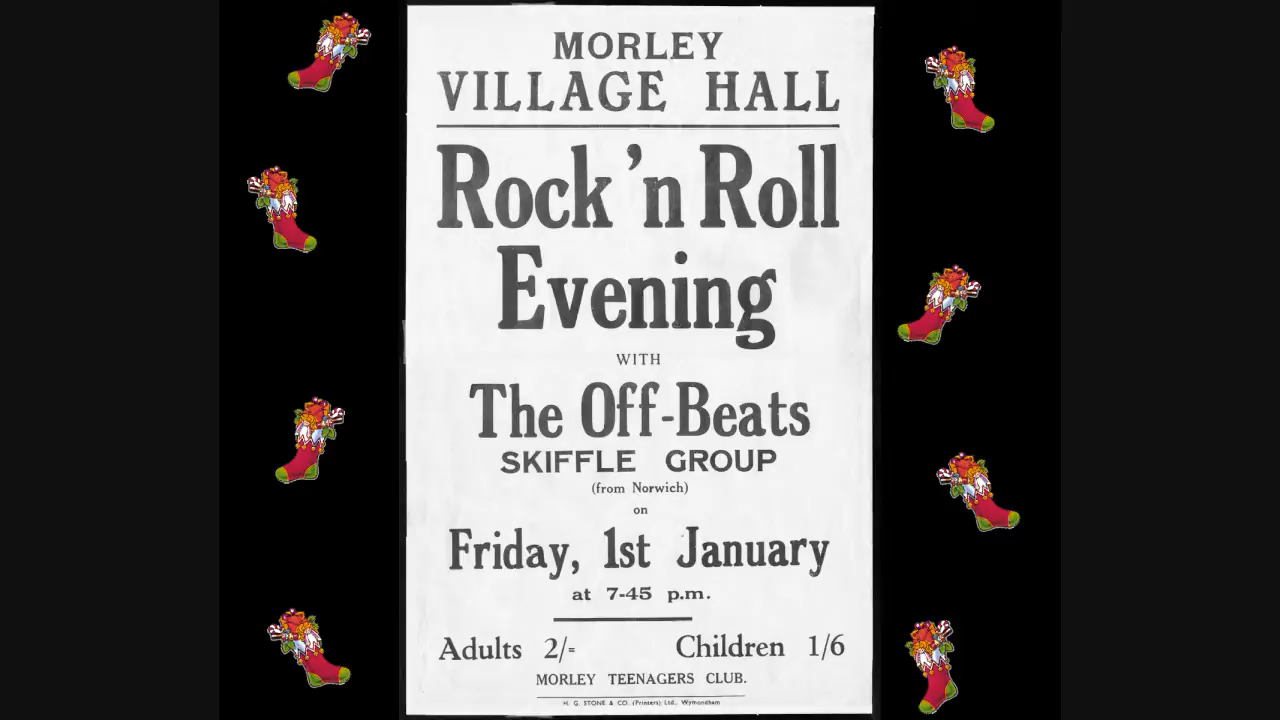 MORLEY
VILLAGE HALL
Rock 'n Roll
Evening
WITH
The Off-Beats
SKIFFLE GROUP
(from Norwich)
on
Friday, 1st January
at 7-45 p.m.
Adults 2/= Children 1/6
MORLEY TEENAGERS CLUB.
H. G. STONE & CO. (Printers) Ltd., Wymondham